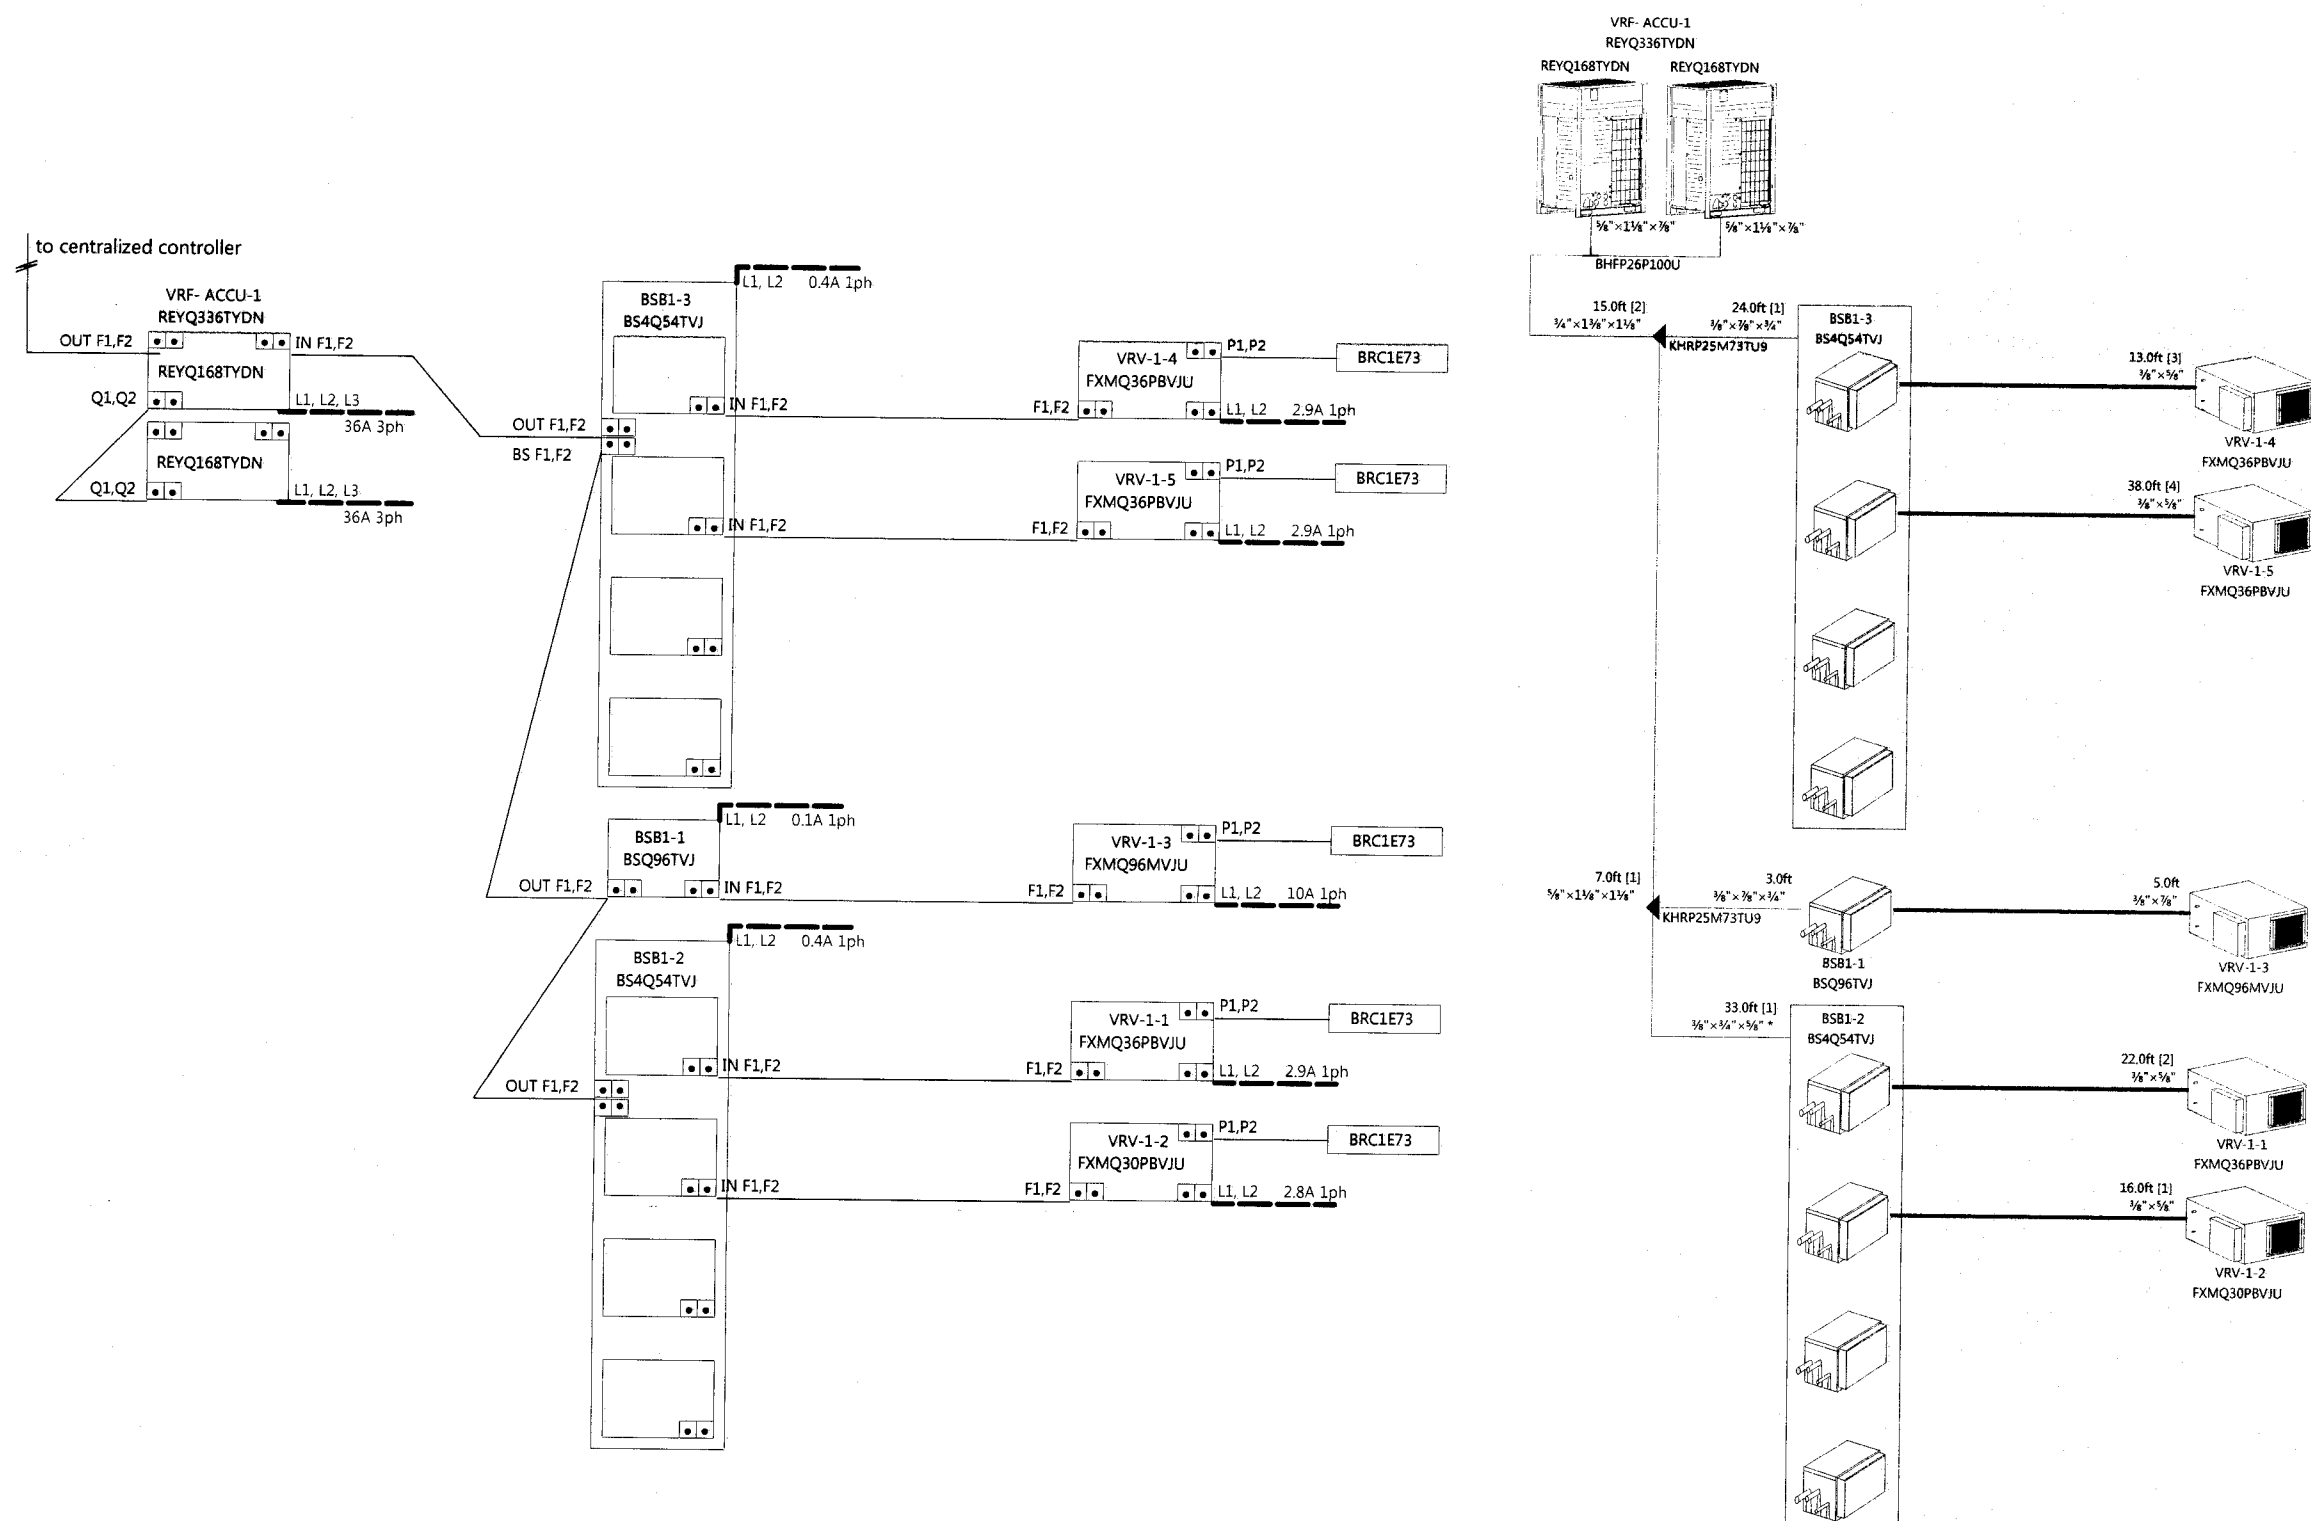 to centralized controller
VRF- ACCU-1
REYQ336TYDN
OUT F1,F2
IN F1,F2
REYQ168TYDN
Q1,Q2
L1, L2, L3
36A 3ph
REYQ168TYDN
Q1,Q2
L1, L2, L3
36A 3ph
L1, L2 0.4A 1ph
BSB1-3
BS4Q54TVJ
OUT F1,F2
BS F1,F2
IN F1,F2
IN F1,F2
F1,F2
VRV-1-4
FXMQ36PBVJU
P1,P2
BRC1E73
L1, L2 2.9A 1ph
F1,F2
VRV-1-5
FXMQ36PBVJU
P1,P2
BRC1E73
L1, L2 2.9A 1ph
L1, L2 0.1A 1ph
BSB1-1
BSQ96TVJ
OUT F1,F2
IN F1,F2
F1,F2
VRV-1-3
FXMQ96MVJU
P1,P2
BRC1E73
L1, L2 10A 1ph
L1, L2 0.4A 1ph
BSB1-2
BS4Q54TVJ
OUT F1,F2
IN F1,F2
IN F1,F2
F1,F2
VRV-1-1
FXMQ36PBVJU
P1,P2
BRC1E73
L1, L2 2.9A 1ph
F1,F2
VRV-1-2
FXMQ30PBVJU
P1,P2
BRC1E73
L1, L2 2.8A 1ph
VRF- ACCU-1
REYQ336TYDN
REYQ168TYDN REYQ168TYDN
⅝"×1⅛"×⅞" ⅝"×1⅛"×⅞"
BHFP26P100U
15.0ft [2]
¾"×1⅜"×1⅛"
24.0ft [1]
⅜"×⅞"×¾"
KHRP25M73TU9
BSB1-3
BS4Q54TVJ
13.0ft [3]
⅜"×⅝"
VRV-1-4
FXMQ36PBVJU
38.0ft [4]
⅜"×⅝"
VRV-1-5
FXMQ36PBVJU
7.0ft [1]
⅝"×1⅛"×1⅛"
3.0ft
⅜"×⅞"×¾"
KHRP25M73TU9
BSB1-1
BSQ96TVJ
5.0ft
⅜"×⅞"
VRV-1-3
FXMQ96MVJU
33.0ft [1]
⅜"×¾"×⅝" *
BSB1-2
BS4Q54TVJ
22.0ft [2]
⅜"×⅝"
VRV-1-1
FXMQ36PBVJU
16.0ft [1]
⅜"×⅝"
VRV-1-2
FXMQ30PBVJU